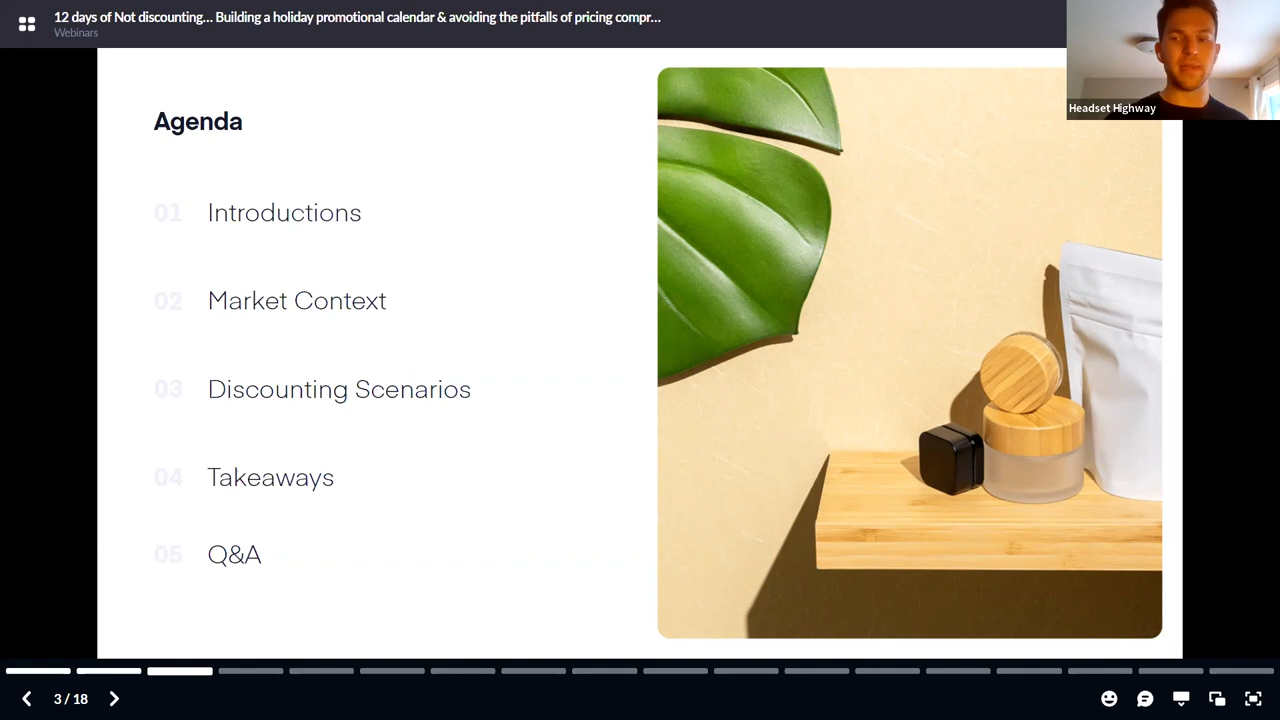 12 days of Not discounting... Building a holiday promotional calendar & avoiding the pitfalls of pricing compr...
Webinars
Headset Highway
Agenda
01 Introductions
02 Market Context
03 Discounting Scenarios
04 Takeaways
05 Q&A
3 / 18